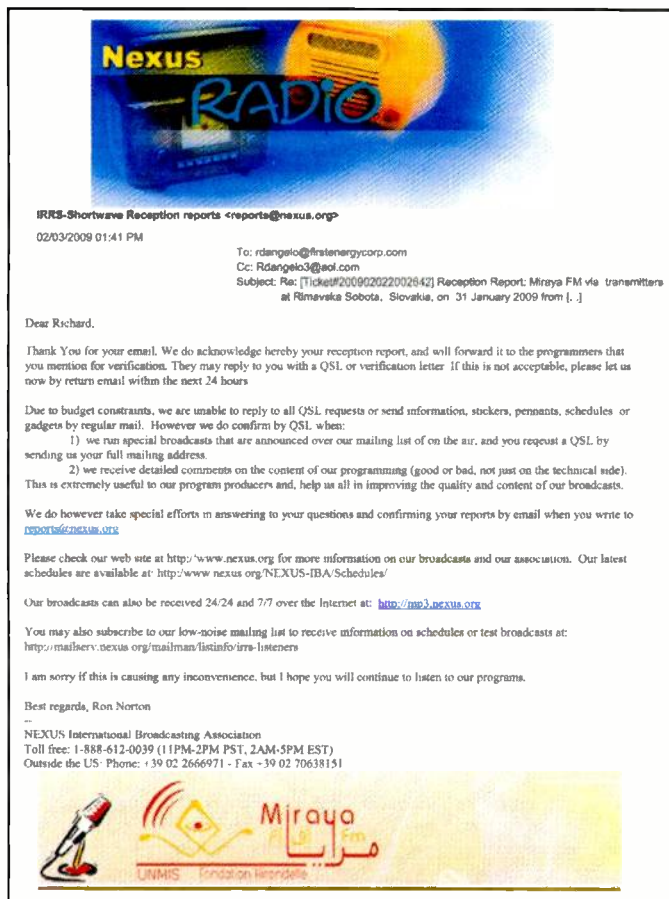 Nexus
RADIO
IRRS-Shortwave Reception reports <reports@nexus.org>
02/03/2009 01:41 PM
To: rdangelo@firstenergycorp.com
Cc: Rdangelo3@aol.com
Subject: Re: [Ticket#200902022002642] Reception Report: Miraya FM via transmitters
at Rimavska Sobota, Slovakia, on 31 January 2009 from [. .]
Dear Richard,
Thank You for your email. We do acknowledge hereby your reception report, and will forward it to the programmers that
you mention for verification. They may reply to you with a QSL or verification letter If this is not acceptable, please let us
now by return email within the next 24 hours
Due to budget constraints, we are unable to reply to all QSL requests or send information, stickers, pennants, schedules or
gadgets by regular mail. However we do confirm by QSL when:
1) we run special broadcasts that are announced over our mailing list of on the air, and you reqeust a QSL by
sending us your full mailing address.
2) we receive detailed comments on the content of our programming (good or bad, not just on the technical side).
This is extremely useful to our program producers and, help us all in improving the quality and content of our broadcasts.
We do however take special efforts in answering to your questions and confirming your reports by email when you write to
reports@nexus.org
Please check our web site at http://www.nexus.org for more information on our broadcasts and our association. Our latest
schedules are available at: http://www nexus org/NEXUS-IBA/Schedules/
Our broadcasts can also be received 24/24 and 7/7 over the Internet at: http://mp3.nexus.org
You may also subscribe to our low-noise mailing list to receive information on schedules or test broadcasts at:
http://mailserv.nexus org/mailman/listinfo/irrs-listeners
I am sorry if this is causing any inconvenience, but I hope you will continue to listen to our programs.
Best regards, Ron Norton
--
NEXUS International Broadcasting Association
Toll free: 1-888-612-0039 (11PM-2PM PST, 2AM-5PM EST)
Outside the US: Phone: +39 02 2666971 - Fax +39 02 70638151
Miraya Fm
مرايا أف أم
UNMIS Fondation Hirondelle